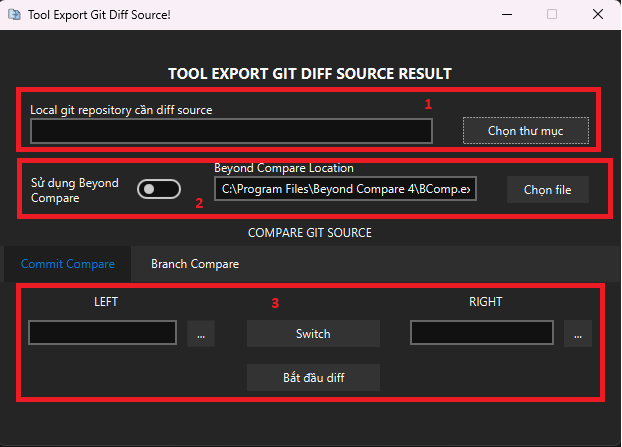 Tool Export Git Diff Source!
TOOL EXPORT GIT DIFF SOURCE RESULT
Local git repository cần diff source
1
Chọn thư mục
Beyond Compare Location
Sử dụng Beyond
Compare
2
C:\Program Files\Beyond Compare 4\BComp.ex
Chọn file
COMPARE GIT SOURCE
Commit Compare
Branch Compare
LEFT
3
RIGHT
...
Switch
...
Bắt đầu diff